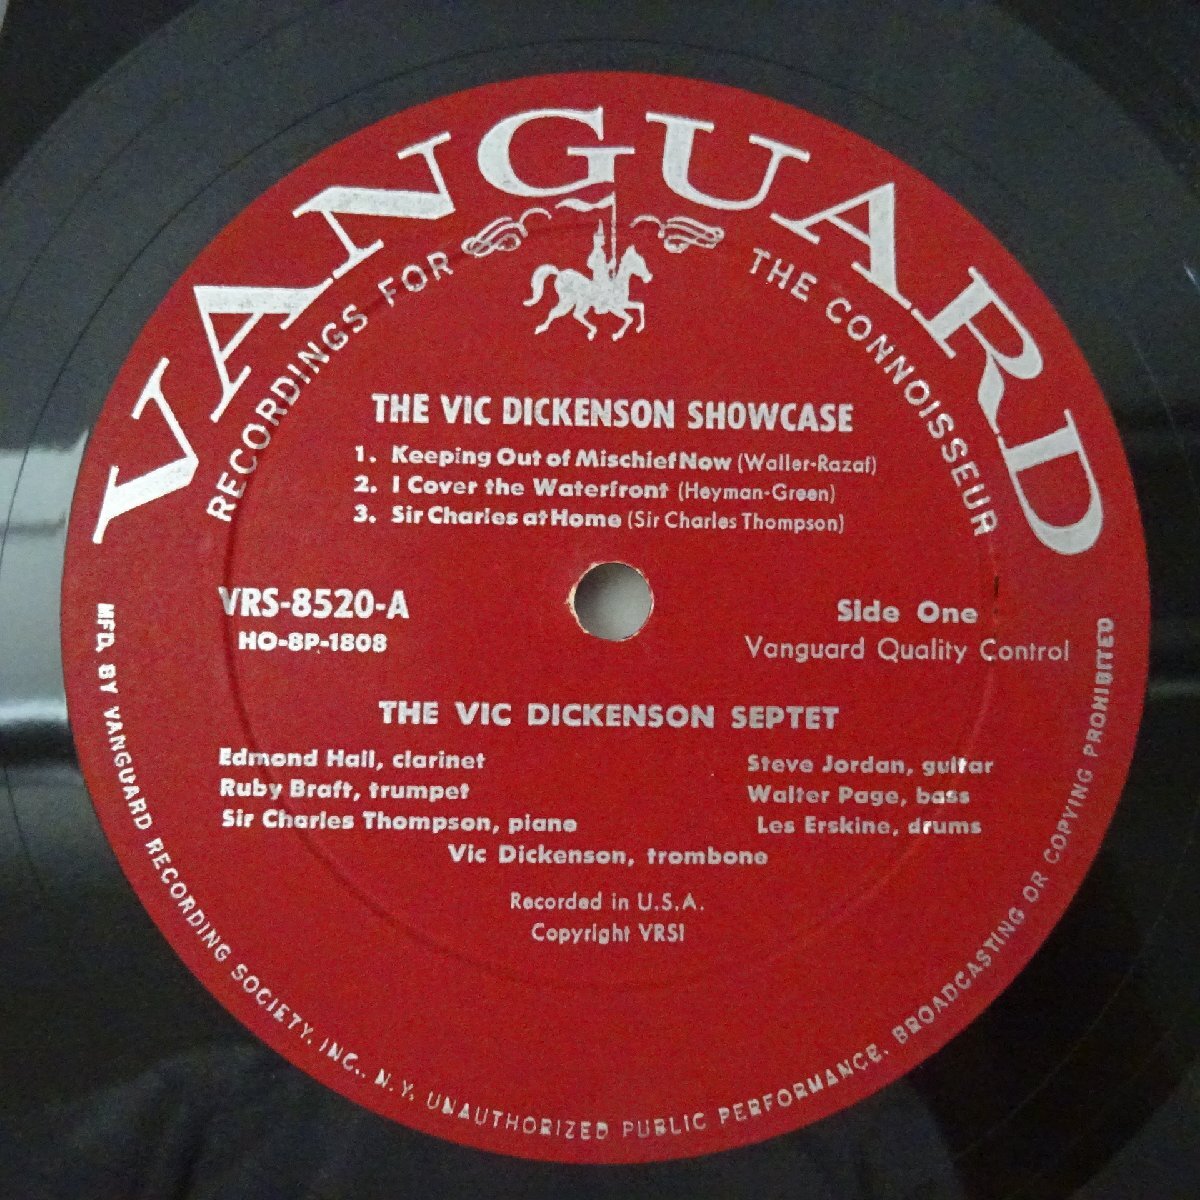 VANGUARD
RECORDINGS FOR THE CONNOISSEUR
THE VIC DICKENSON SHOWCASE
1. Keeping Out of Mischief Now (Waller-Razaf)
2. I Cover the Waterfront (Heyman-Green)
3. Sir Charles at Home (Sir Charles Thompson)
VRS-8520-A
HO-8P-1808
Side One
Vanguard Quality Control
THE VIC DICKENSON SEPTET
Edmond Hall, clarinet
Ruby Braff, trumpet
Sir Charles Thompson, piano
Steve Jordan, guitar
Walter Page, bass
Les Erskine, drums
Vic Dickenson, trombone
Recorded in U.S.A.
Copyright VRSI
MFD. BY VANGUARD RECORDING SOCIETY, INC., N.Y. UNAUTHORIZED PUBLIC PERFORMANCE, BROADCASTING OR COPYING PROHIBITED